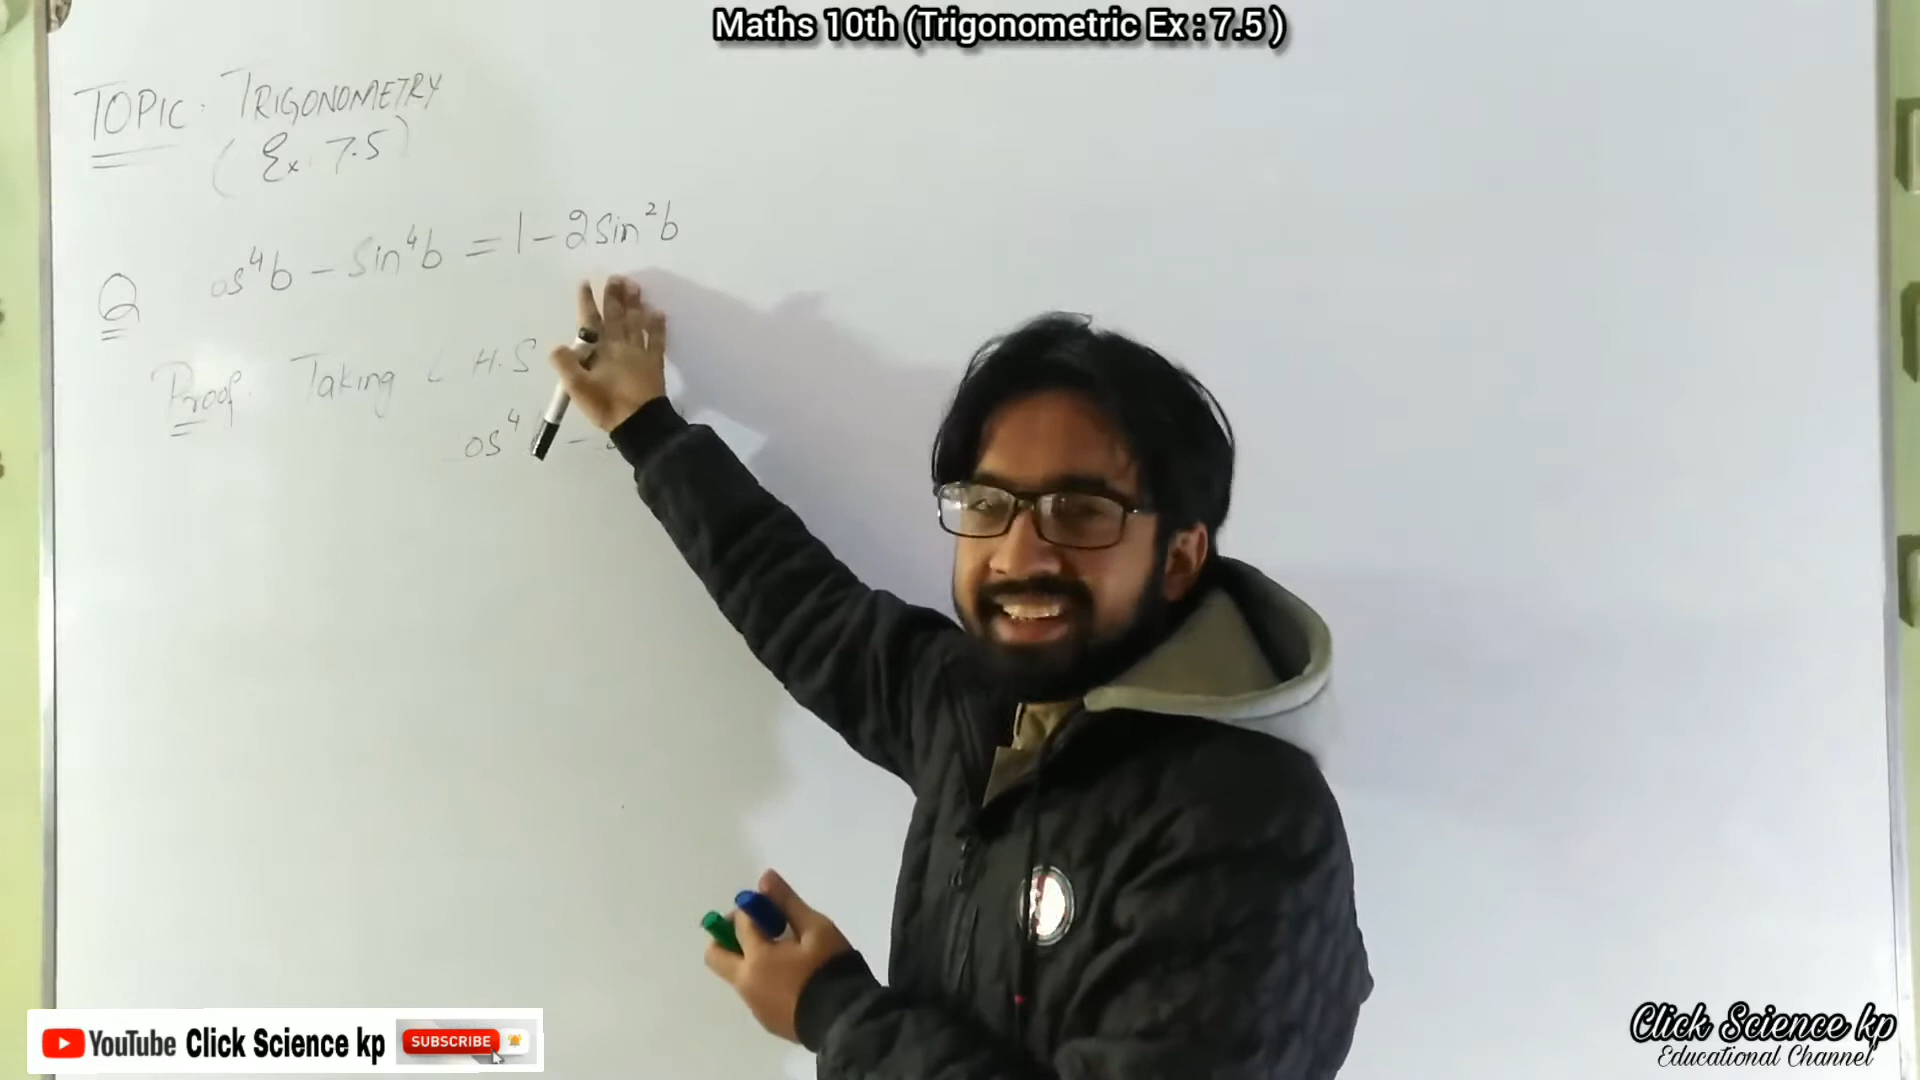 Maths 10th (Trigonometric Ex : 7.5 )
TOPIC : TRIGONOMETRY
( Ex. 7.5 )
Q os⁴b - Sin⁴b = 1 - 2Sin²b
Proof. Taking L H.S
os⁴ -
YouTube Click Science kp SUBSCRIBE
Click Science kp
Educational Channel